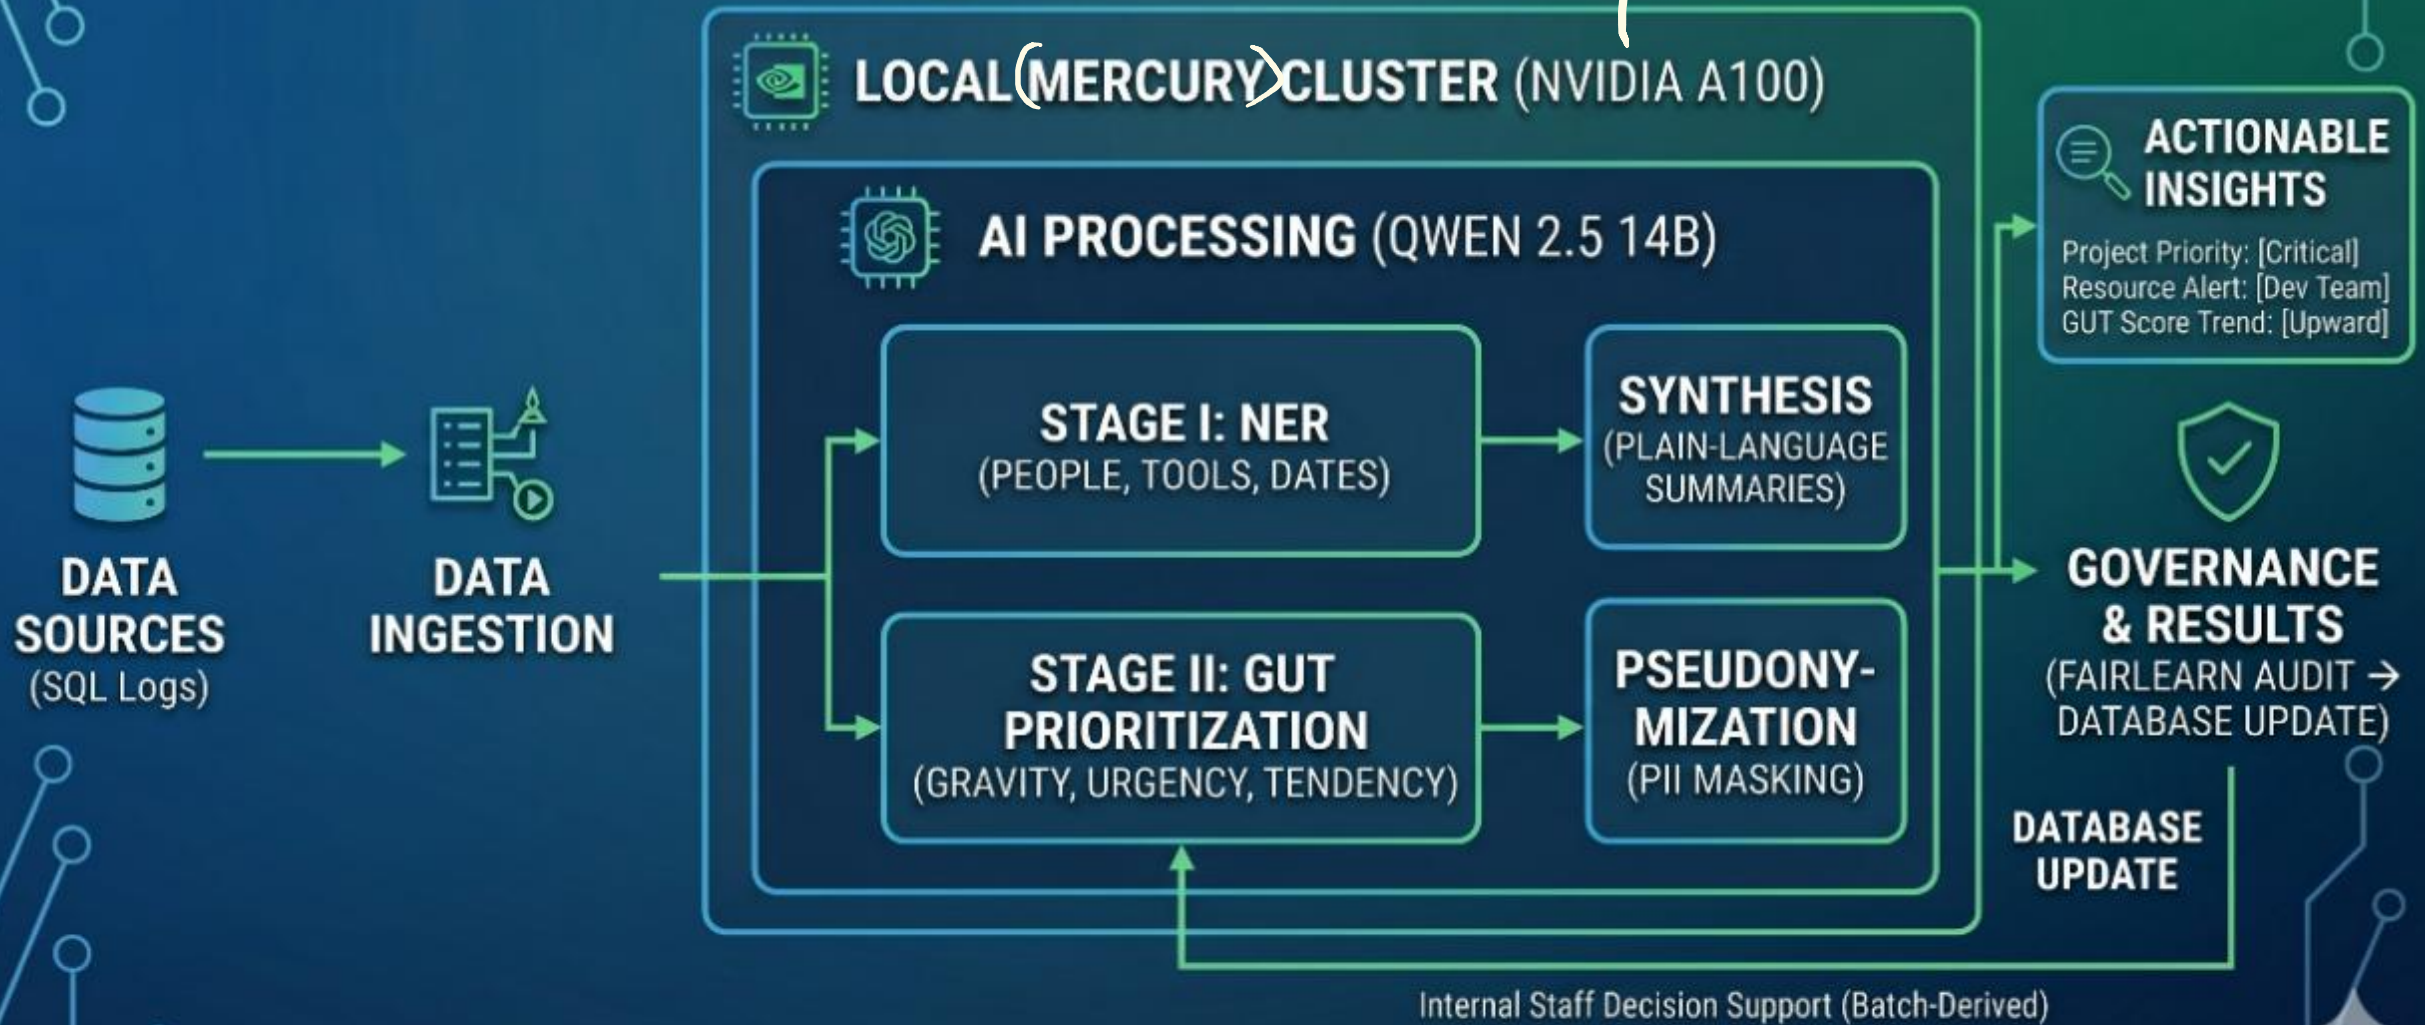 LOCAL (MERCURY) CLUSTER (NVIDIA A100)
AI PROCESSING (QWEN 2.5 14B)
DATA
SOURCES
(SQL Logs)
DATA
INGESTION
STAGE I: NER
(PEOPLE, TOOLS, DATES)
SYNTHESIS
(PLAIN-LANGUAGE
SUMMARIES)
STAGE II: GUT
PRIORITIZATION
(GRAVITY, URGENCY, TENDENCY)
PSEUDONY-
MIZATION
(PII MASKING)
ACTIONABLE
INSIGHTS
Project Priority: [Critical]
Resource Alert: [Dev Team]
GUT Score Trend: [Upward]
GOVERNANCE
& RESULTS
(FAIRLEARN AUDIT →
DATABASE UPDATE)
DATABASE
UPDATE
Internal Staff Decision Support (Batch-Derived)